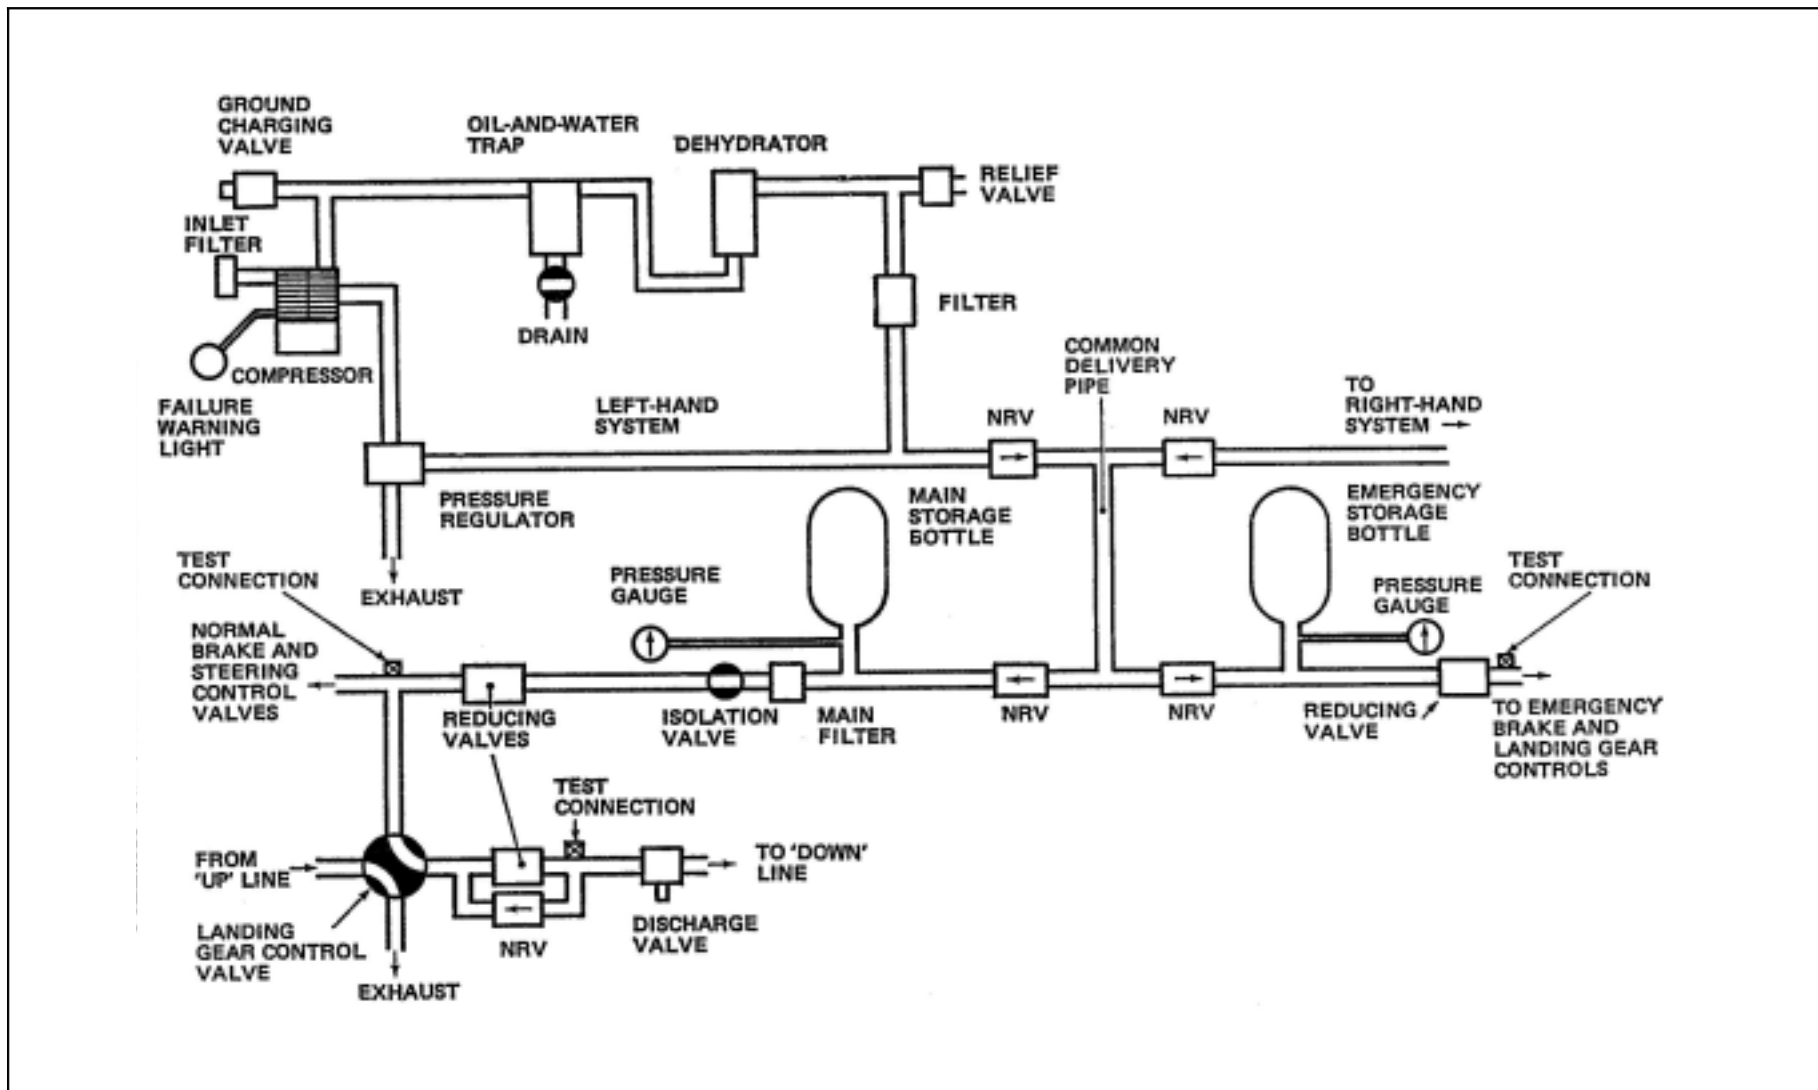 GROUND
CHARGING
VALVE
OIL-AND-WATER
TRAP
DEHYDRATOR
RELIEF
VALVE
INLET
FILTER
FILTER
DRAIN
COMPRESSOR
FAILURE
WARNING
LIGHT
LEFT-HAND
SYSTEM
COMMON
DELIVERY
PIPE
NRV
NRV
TO
RIGHT-HAND
SYSTEM
PRESSURE
REGULATOR
MAIN
STORAGE
BOTTLE
EMERGENCY
STORAGE
BOTTLE
TEST
CONNECTION
EXHAUST
PRESSURE
GAUGE
PRESSURE
GAUGE
TEST
CONNECTION
NORMAL
BRAKE AND
STEERING
CONTROL
VALVES
REDUCING
VALVES
ISOLATION
VALVE
MAIN
FILTER
NRV
NRV
REDUCING
VALVE
TO EMERGENCY
BRAKE AND
LANDING GEAR
CONTROLS
TEST
CONNECTION
FROM
'UP' LINE
TO 'DOWN'
LINE
LANDING
GEAR CONTROL
VALVE
NRV
DISCHARGE
VALVE
EXHAUST